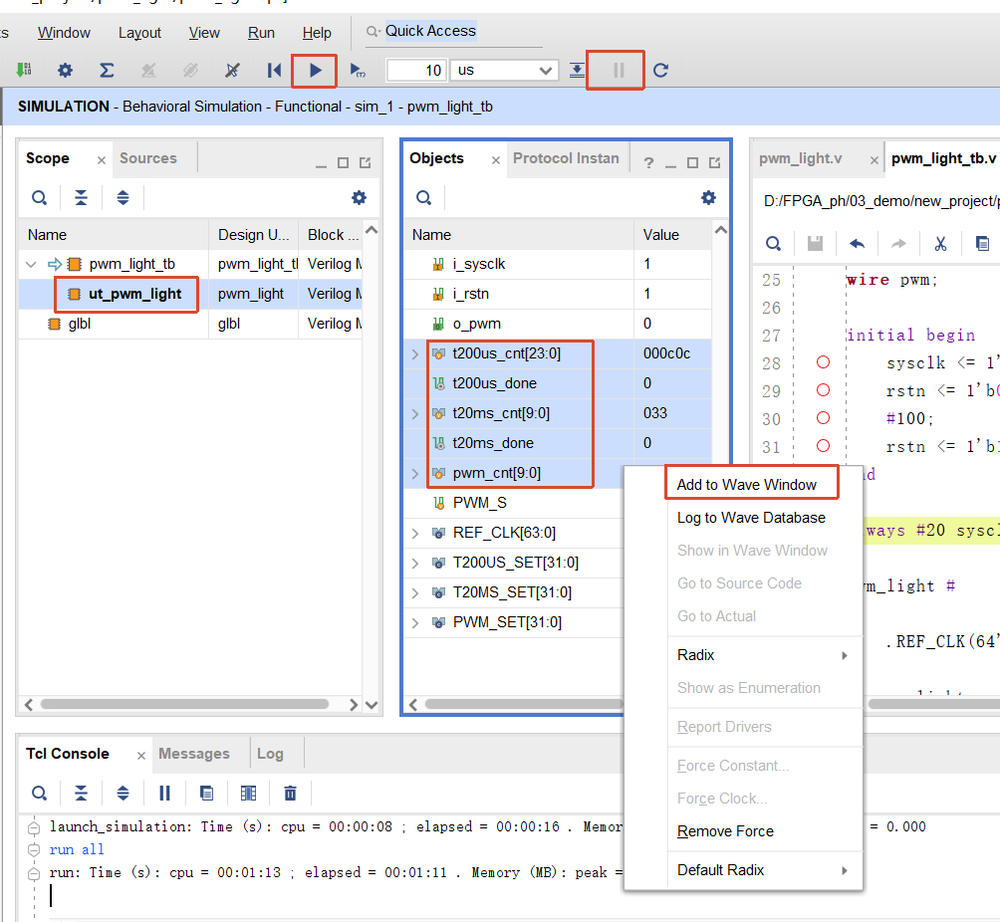 Window Layout View Run Help Quick Access
10 us
SIMULATION - Behavioral Simulation - Functional - sim_1 - pwm_light_tb
Scope × Sources
Name Design U... Block ...
pwm_light_tb pwm_light_tl Verilog M
ut_pwm_light pwm_light Verilog M
glbl glbl Verilog M
Objects × Protocol Instan ?
Name Value
i_sysclk 1
i_rstn 1
o_pwm 0
t200us_cnt[23:0] 000c0c
t200us_done 0
t20ms_cnt[9:0] 033
t20ms_done 0
pwm_cnt[9:0]
PWM_S
REF_CLK[63:0]
T200US_SET[31:0]
T20MS_SET[31:0]
PWM_SET[31:0]
pwm_light.v × pwm_light_tb.v
D:/FPGA_ph/03_demo/new_project/p
25 wire pwm;
26
27 initial begin
28 sysclk <= 1'
29 rstn <= 1'b0
30 #100;
31 rstn <= 1'b1
nd
ways #20 syscl
m_light #
.REF_CLK(64'
Add to Wave Window
Log to Wave Database
Show in Wave Window
Go to Source Code
Go to Actual
Radix
Show as Enumeration
Report Drivers
Force Constant...
Force Clock...
Remove Force
Default Radix
Tcl Console × Messages Log
launch_simulation: Time (s): cpu = 00:00:08 ; elapsed = 00:00:16 . Memor = 0.000
run all
run: Time (s): cpu = 00:01:13 ; elapsed = 00:01:11 . Memory (MB): peak =